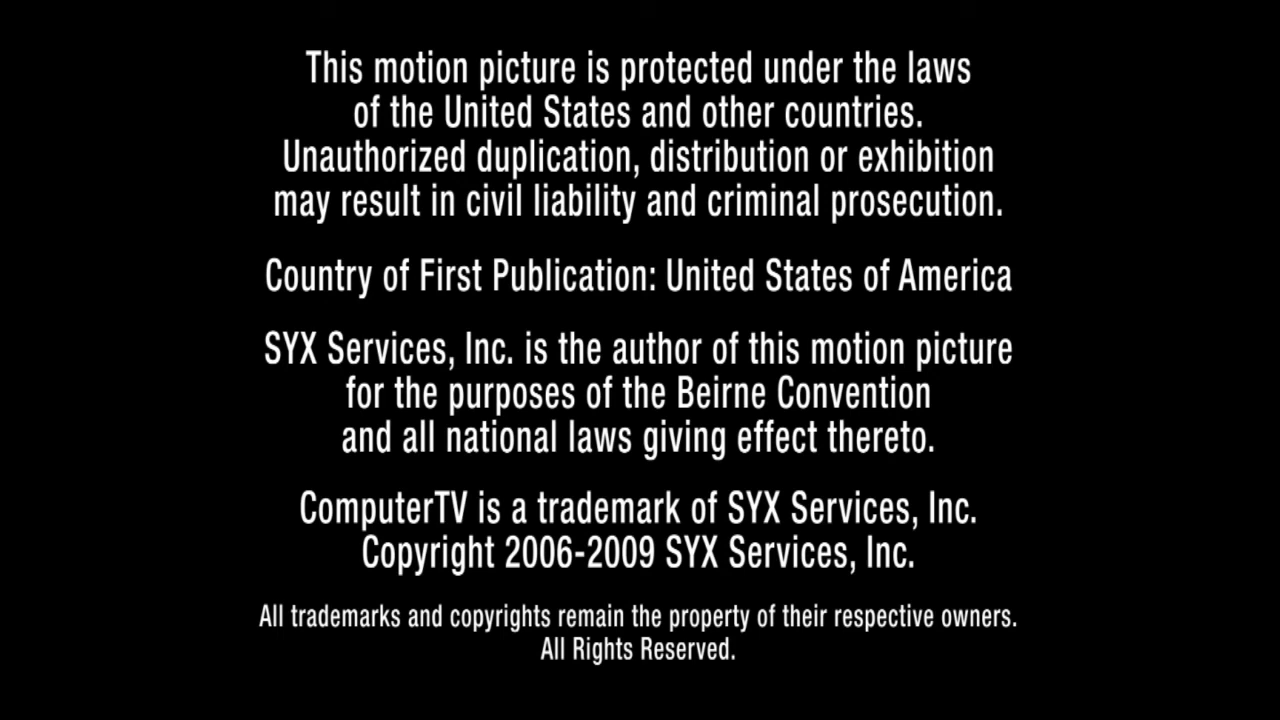 This motion picture is protected under the laws
of the United States and other countries.
Unauthorized duplication, distribution or exhibition
may result in civil liability and criminal prosecution.
Country of First Publication: United States of America
SYX Services, Inc. is the author of this motion picture
for the purposes of the Beirne Convention
and all national laws giving effect thereto.
ComputerTV is a trademark of SYX Services, Inc.
Copyright 2006-2009 SYX Services, Inc.
All trademarks and copyrights remain the property of their respective owners.
All Rights Reserved.